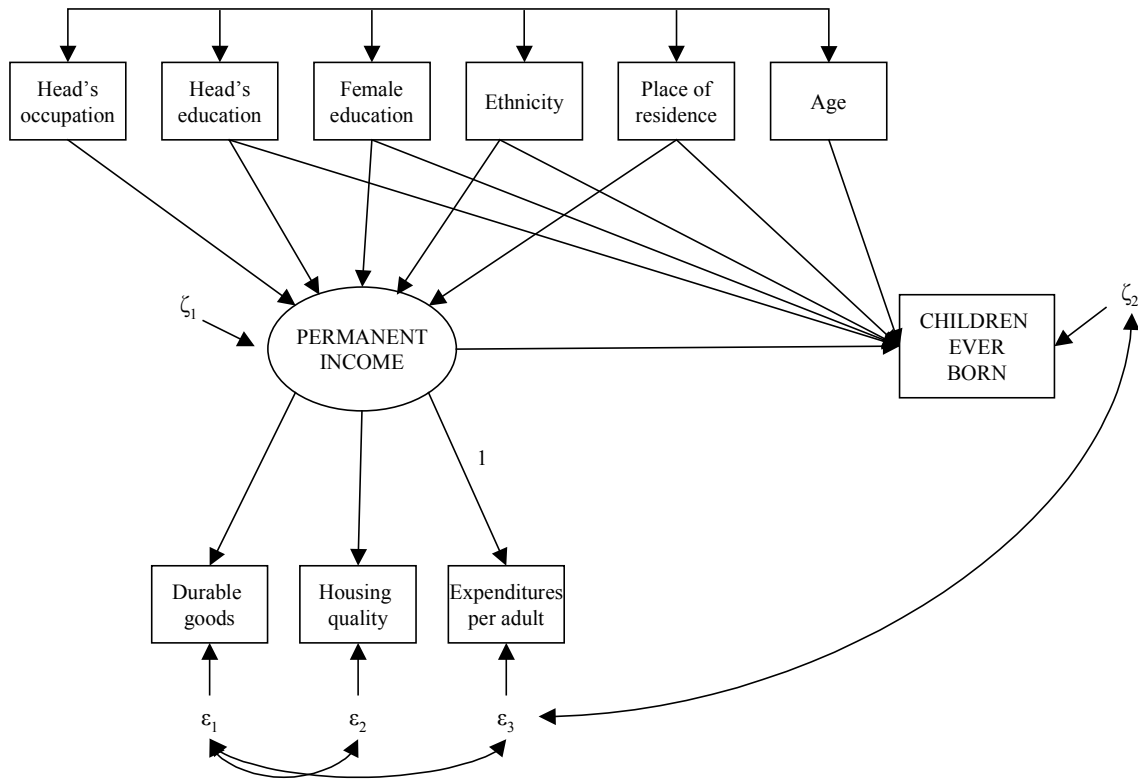 Head’s
occupation
Head’s
education
Female
education
Ethnicity
Place of
residence
Age
ζ1
PERMANENT
INCOME
CHILDREN
EVER
BORN
ζ2
1
Durable
goods
Housing
quality
Expenditures
per adult
ε1
ε2
ε3